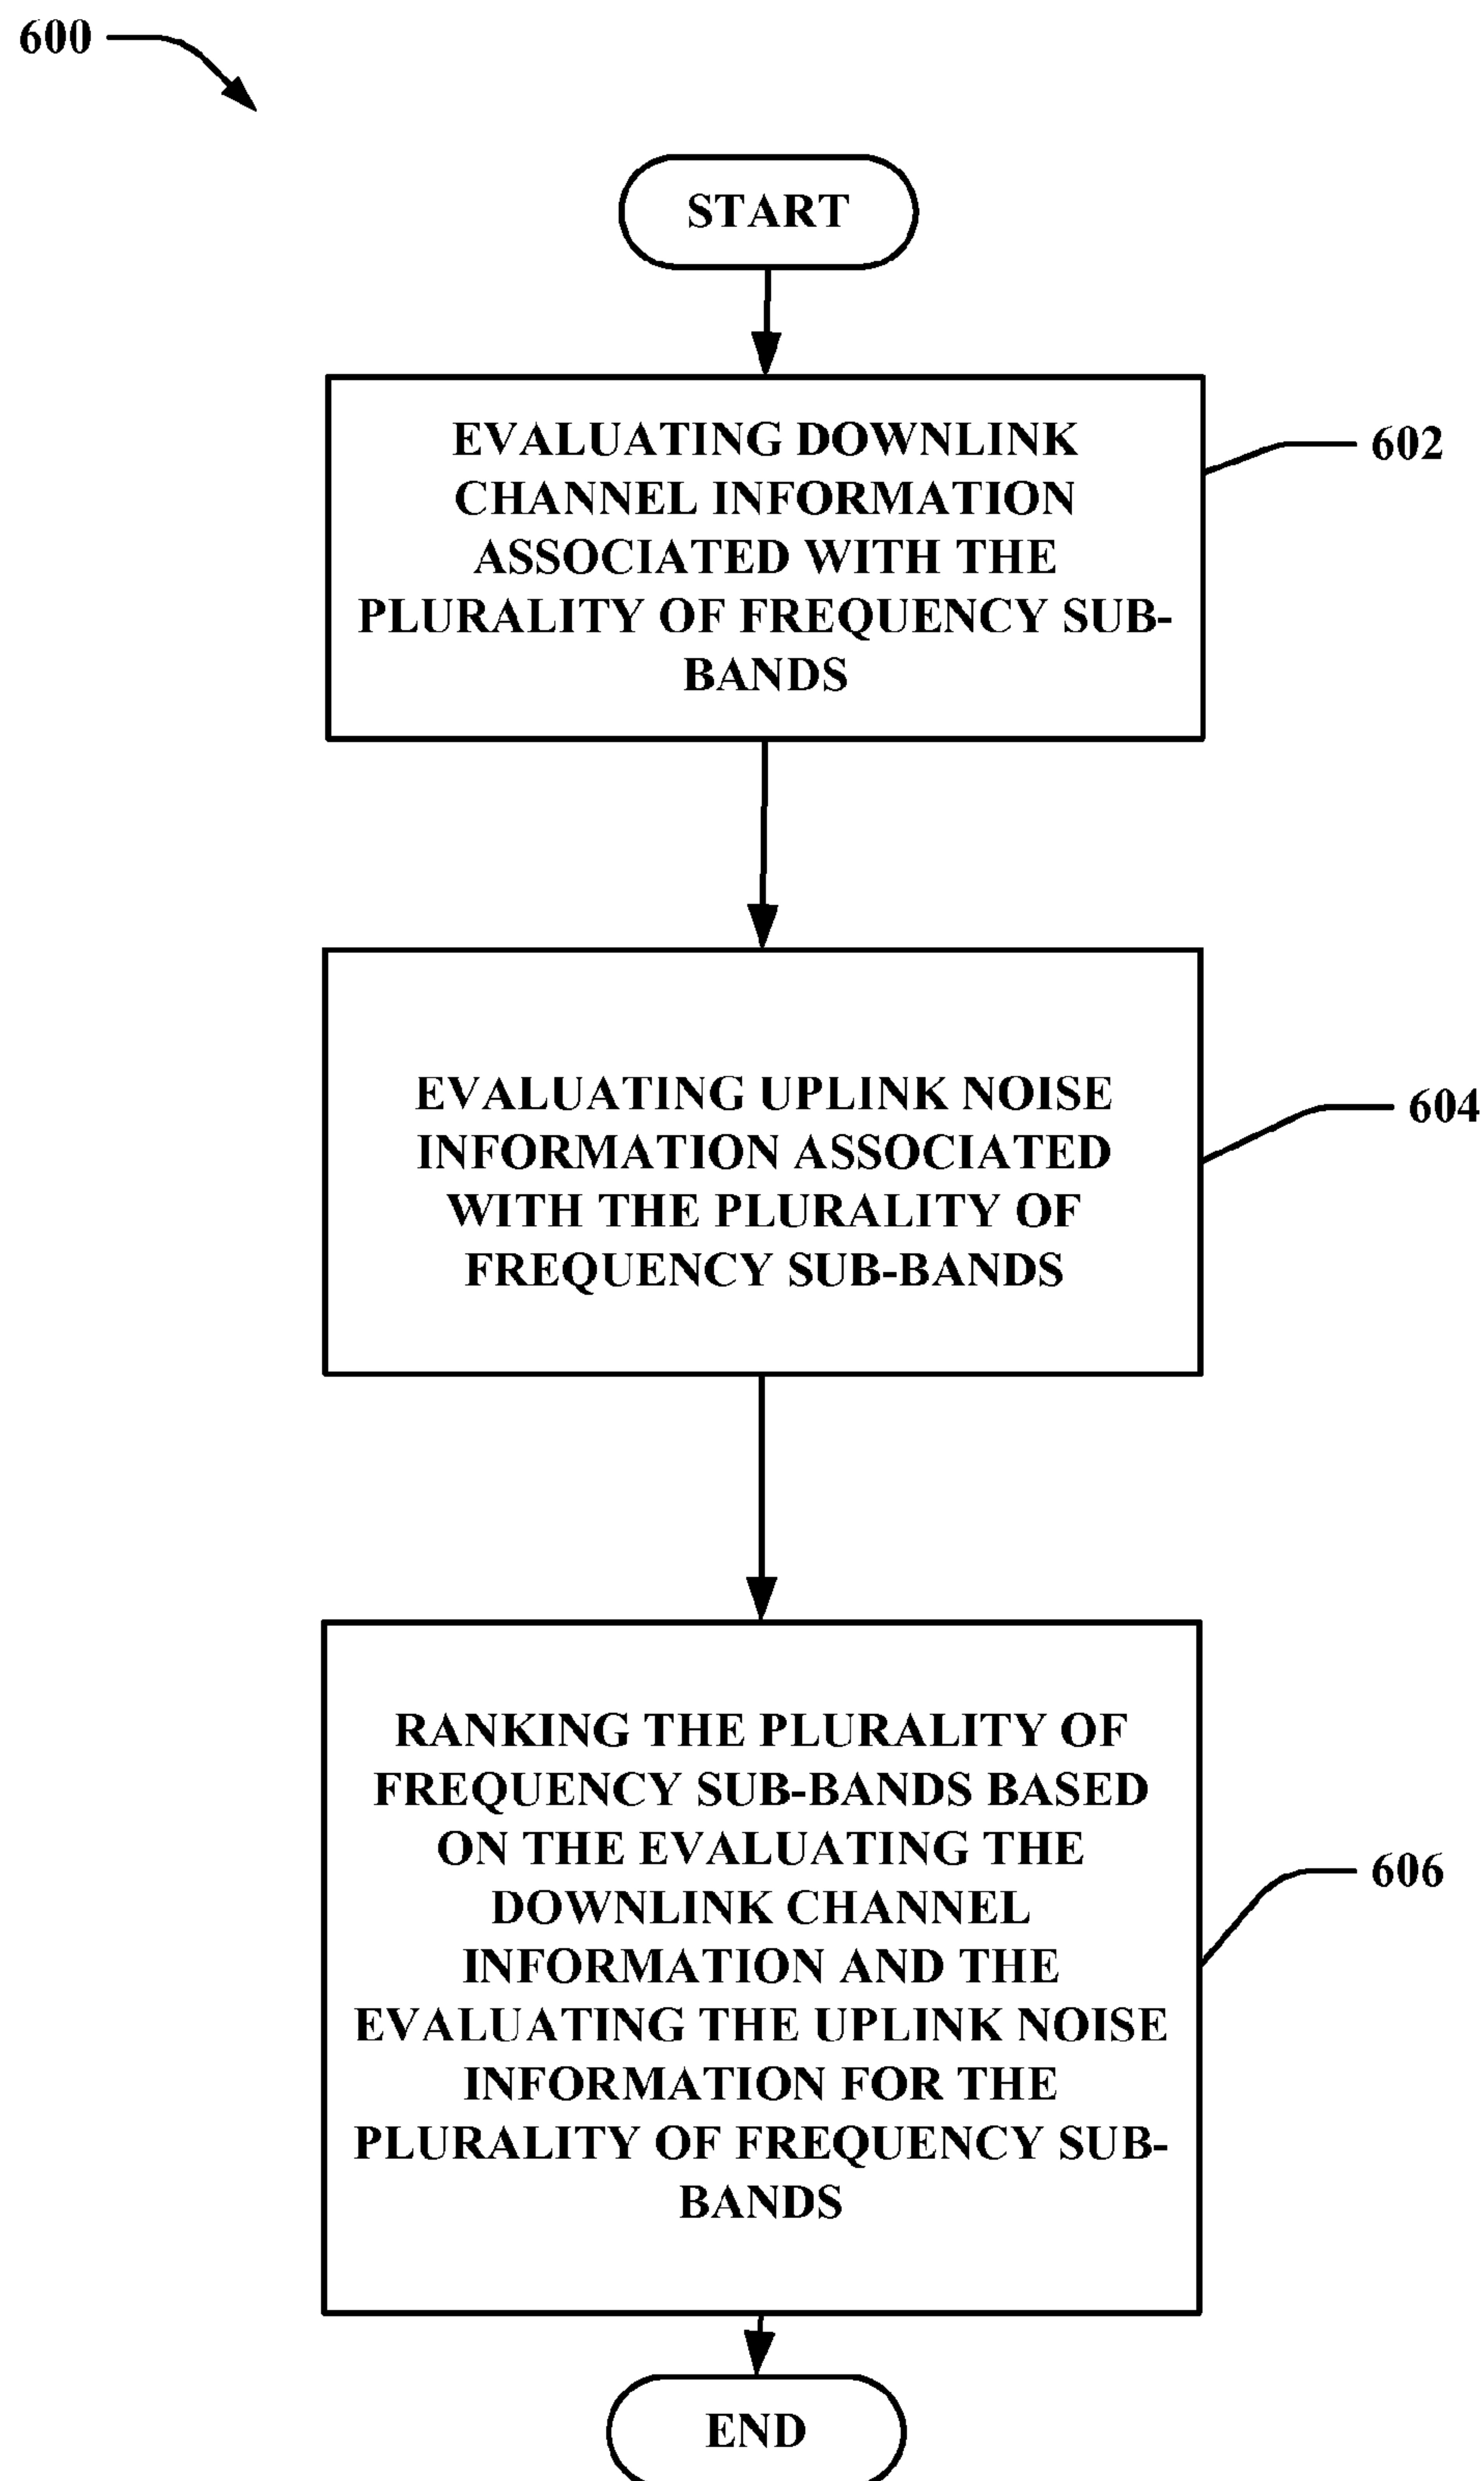 600
START
EVALUATING DOWNLINK
CHANNEL INFORMATION
ASSOCIATED WITH THE
PLURALITY OF FREQUENCY SUB-
BANDS
602
EVALUATING UPLINK NOISE
INFORMATION ASSOCIATED
WITH THE PLURALITY OF
FREQUENCY SUB-BANDS
604
RANKING THE PLURALITY OF
FREQUENCY SUB-BANDS BASED
ON THE EVALUATING THE
DOWNLINK CHANNEL
INFORMATION AND THE
EVALUATING THE UPLINK NOISE
INFORMATION FOR THE
PLURALITY OF FREQUENCY SUB-
BANDS
606
END